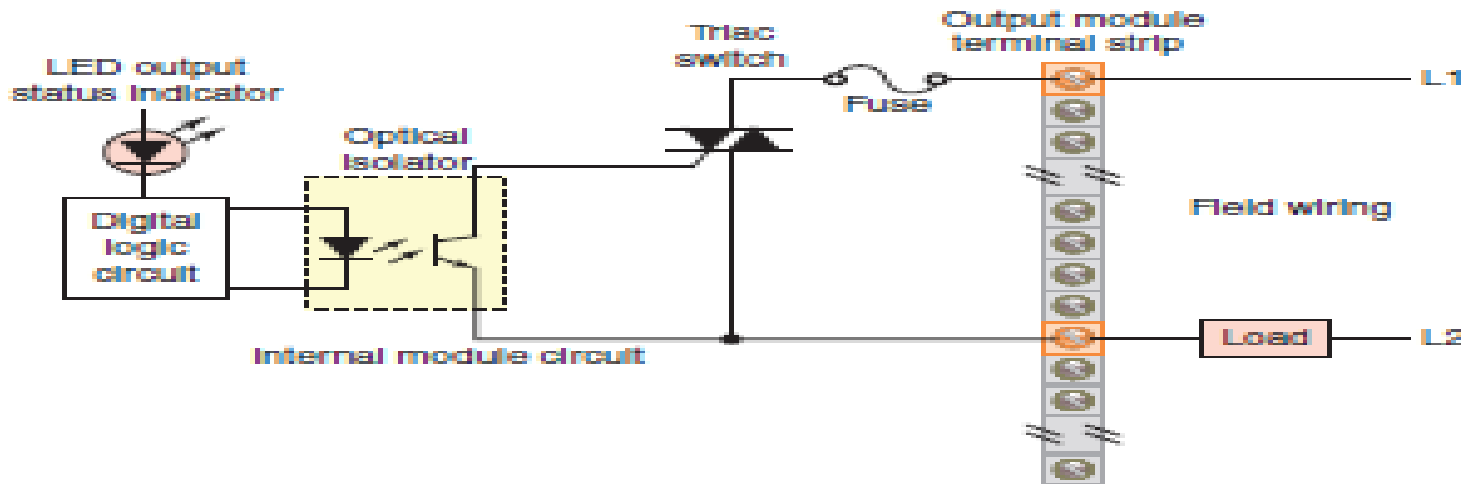 Output module
terminal strip
Triac
switch
LED output
status indicator
Fuse
L1
Optical
isolator
Digital
logic
circuit
Field wiring
Internal module circuit
Load
L2